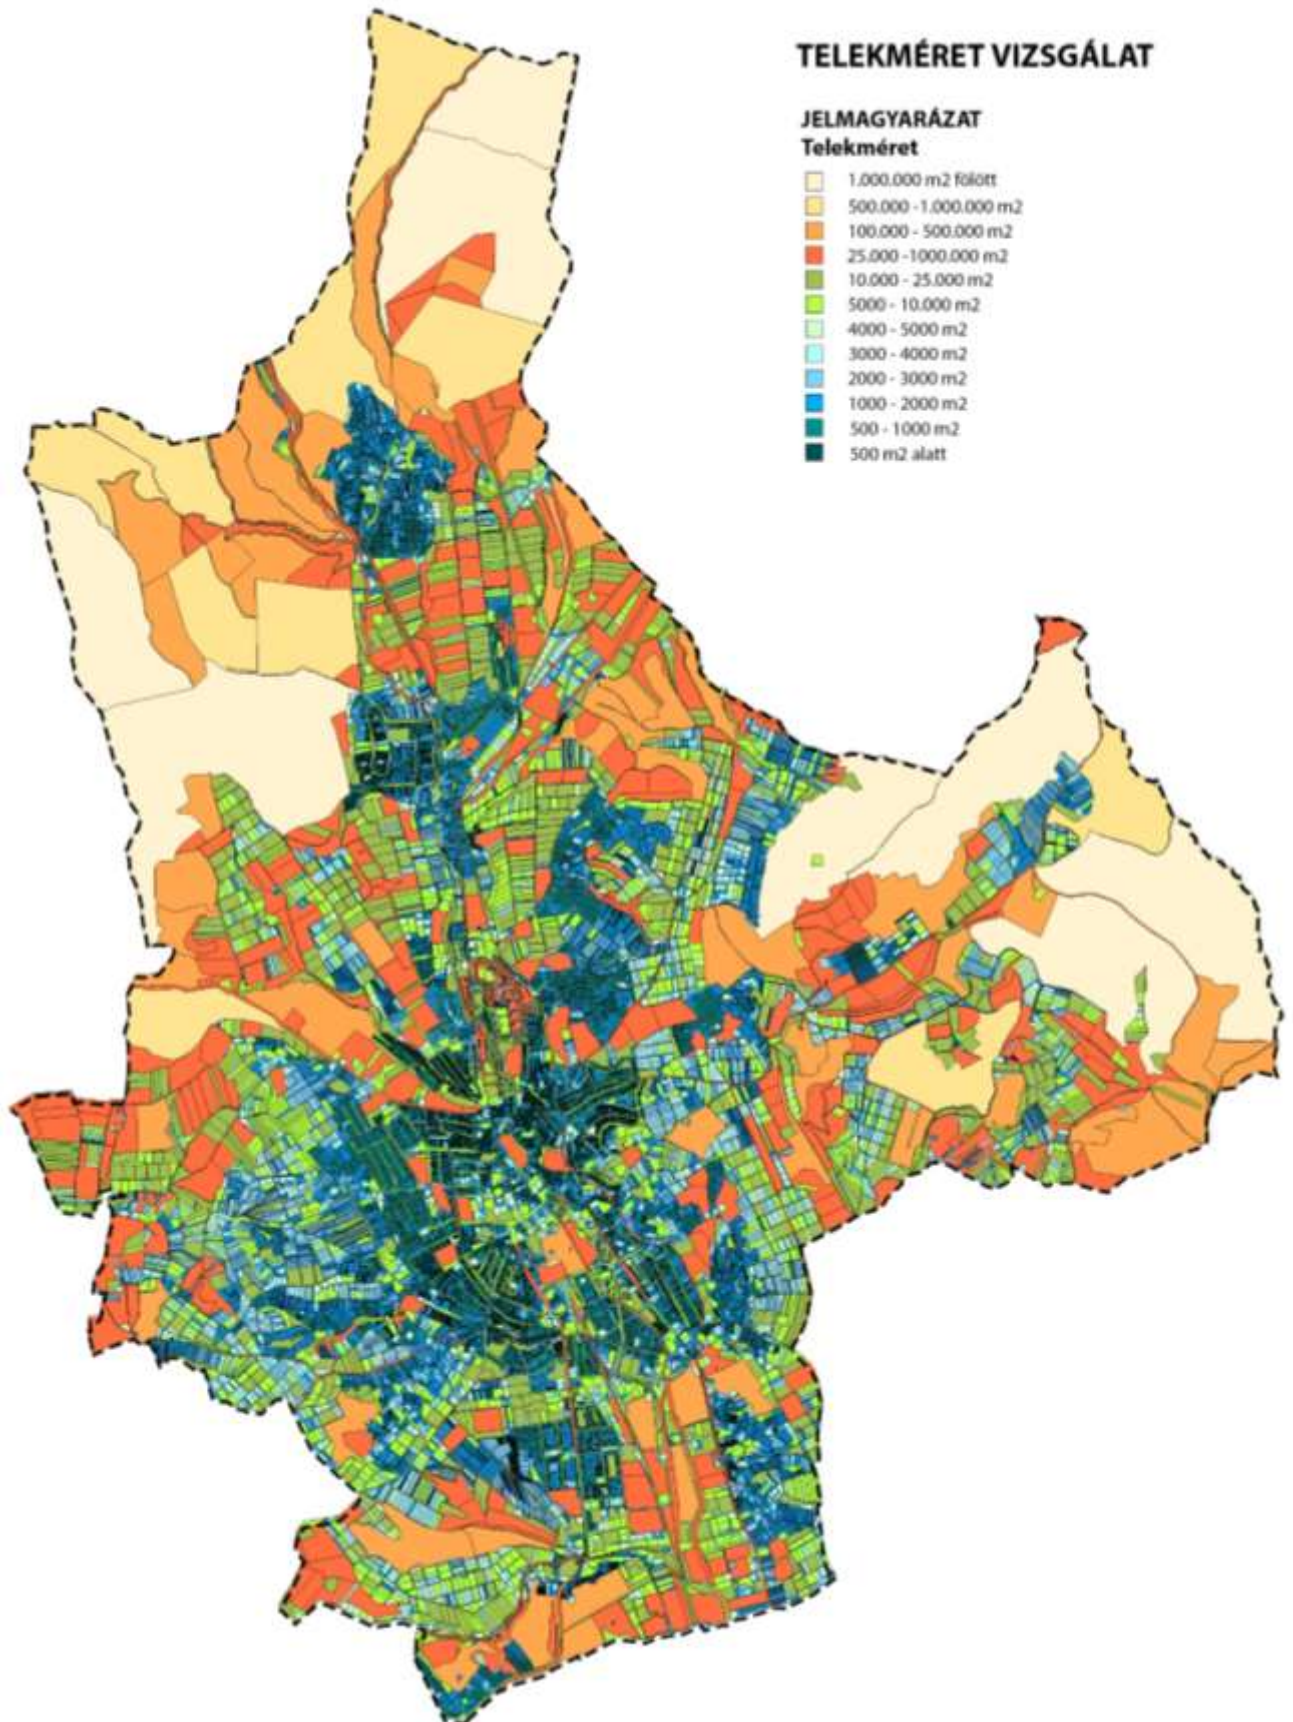 TELEKMÉRET VIZSGÁLAT
JELMAGYARÁZAT
Telekméret
1.000.000 m2 fölött
500.000 -1.000.000 m2
100.000 - 500.000 m2
25.000 -1000.000 m2
10.000 - 25.000 m2
5000 - 10.000 m2
4000 - 5000 m2
3000 - 4000 m2
2000 - 3000 m2
1000 - 2000 m2
500 - 1000 m2
500 m2 alatt